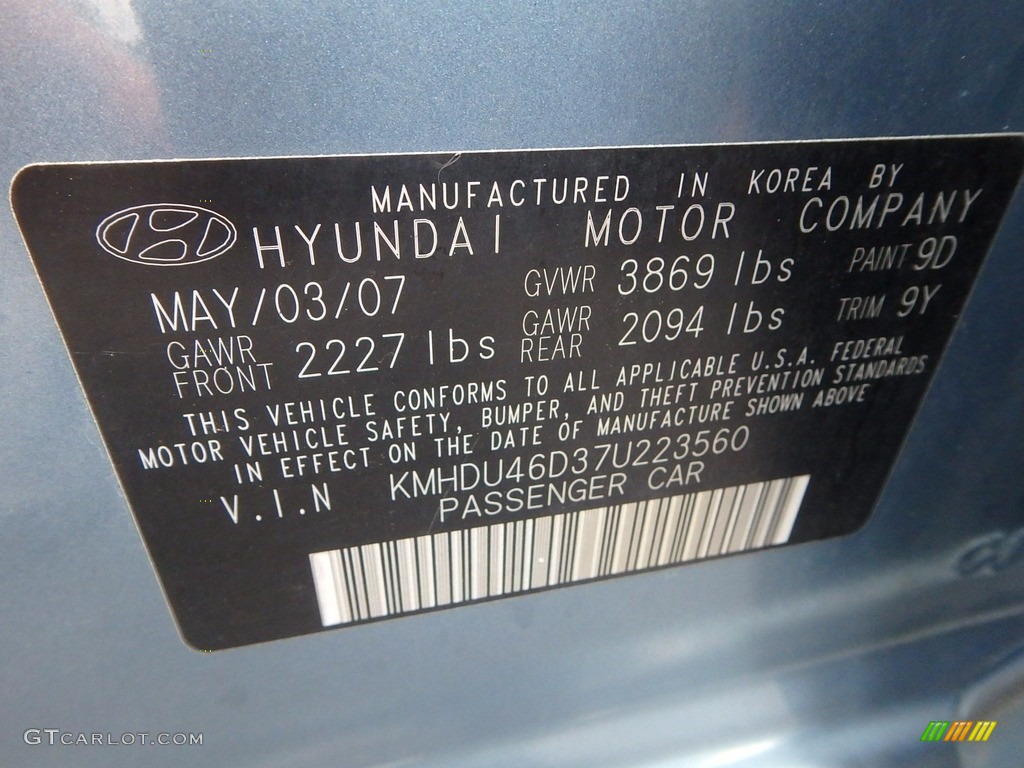 MANUFACTURED IN KOREA BY
HYUNDAI MOTOR COMPANY
MAY/03/07 GVWR 3869 lbs PAINT 9D
GAWR FRONT 2227 lbs GAWR REAR 2094 lbs TRIM 9Y
THIS VEHICLE CONFORMS TO ALL APPLICABLE U.S.A. FEDERAL
MOTOR VEHICLE SAFETY, BUMPER, AND THEFT PREVENTION STANDARDS
IN EFFECT ON THE DATE OF MANUFACTURE SHOWN ABOVE
V.I.N KMHDU46D37U223560
PASSENGER CAR
GTCARLOT.COM